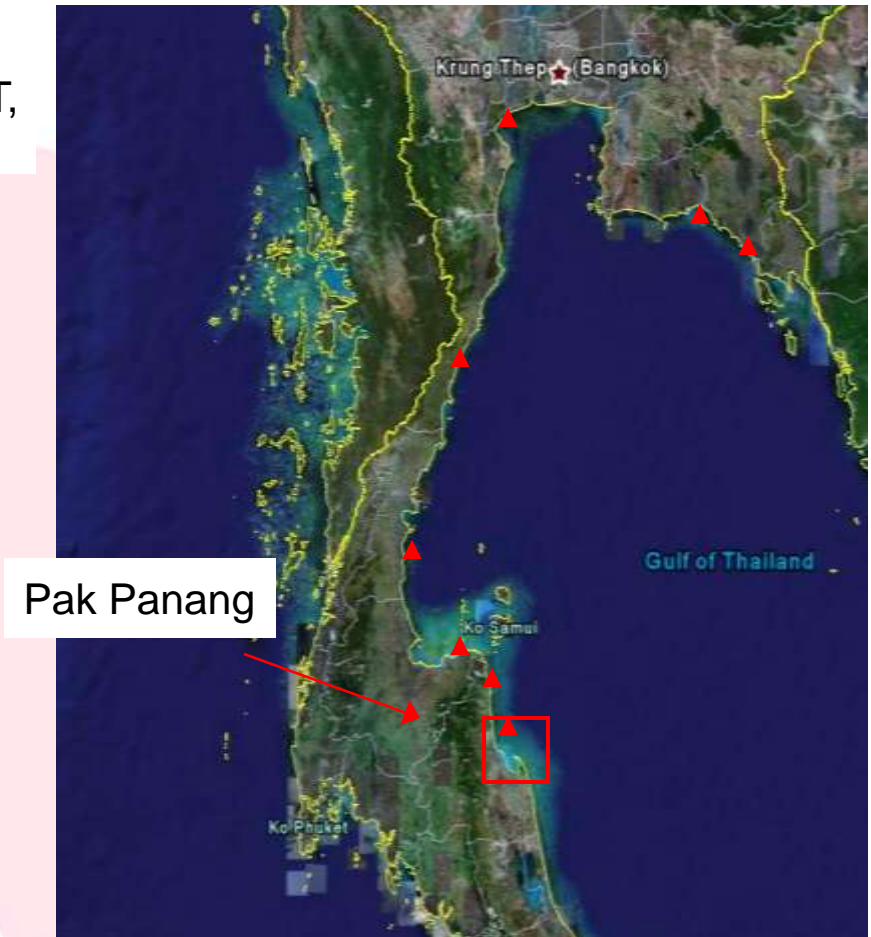 T,
Krung Thep (Bangkok)
Gulf of Thailand
Pak Panang
Ko Samui
Ko Phuket